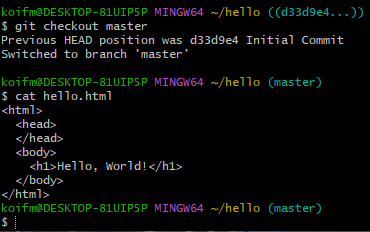 koifm@DESKTOP-81UIP5P MINGW64 ~/hello ((d33d9e4...))
$ git checkout master
Previous HEAD position was d33d9e4 Initial Commit
Switched to branch 'master'

koifm@DESKTOP-81UIP5P MINGW64 ~/hello (master)
$ cat hello.html
<html>
  <head>
  </head>
  <body>
    <h1>Hello, World!</h1>
  </body>
</html>
koifm@DESKTOP-81UIP5P MINGW64 ~/hello (master)
$